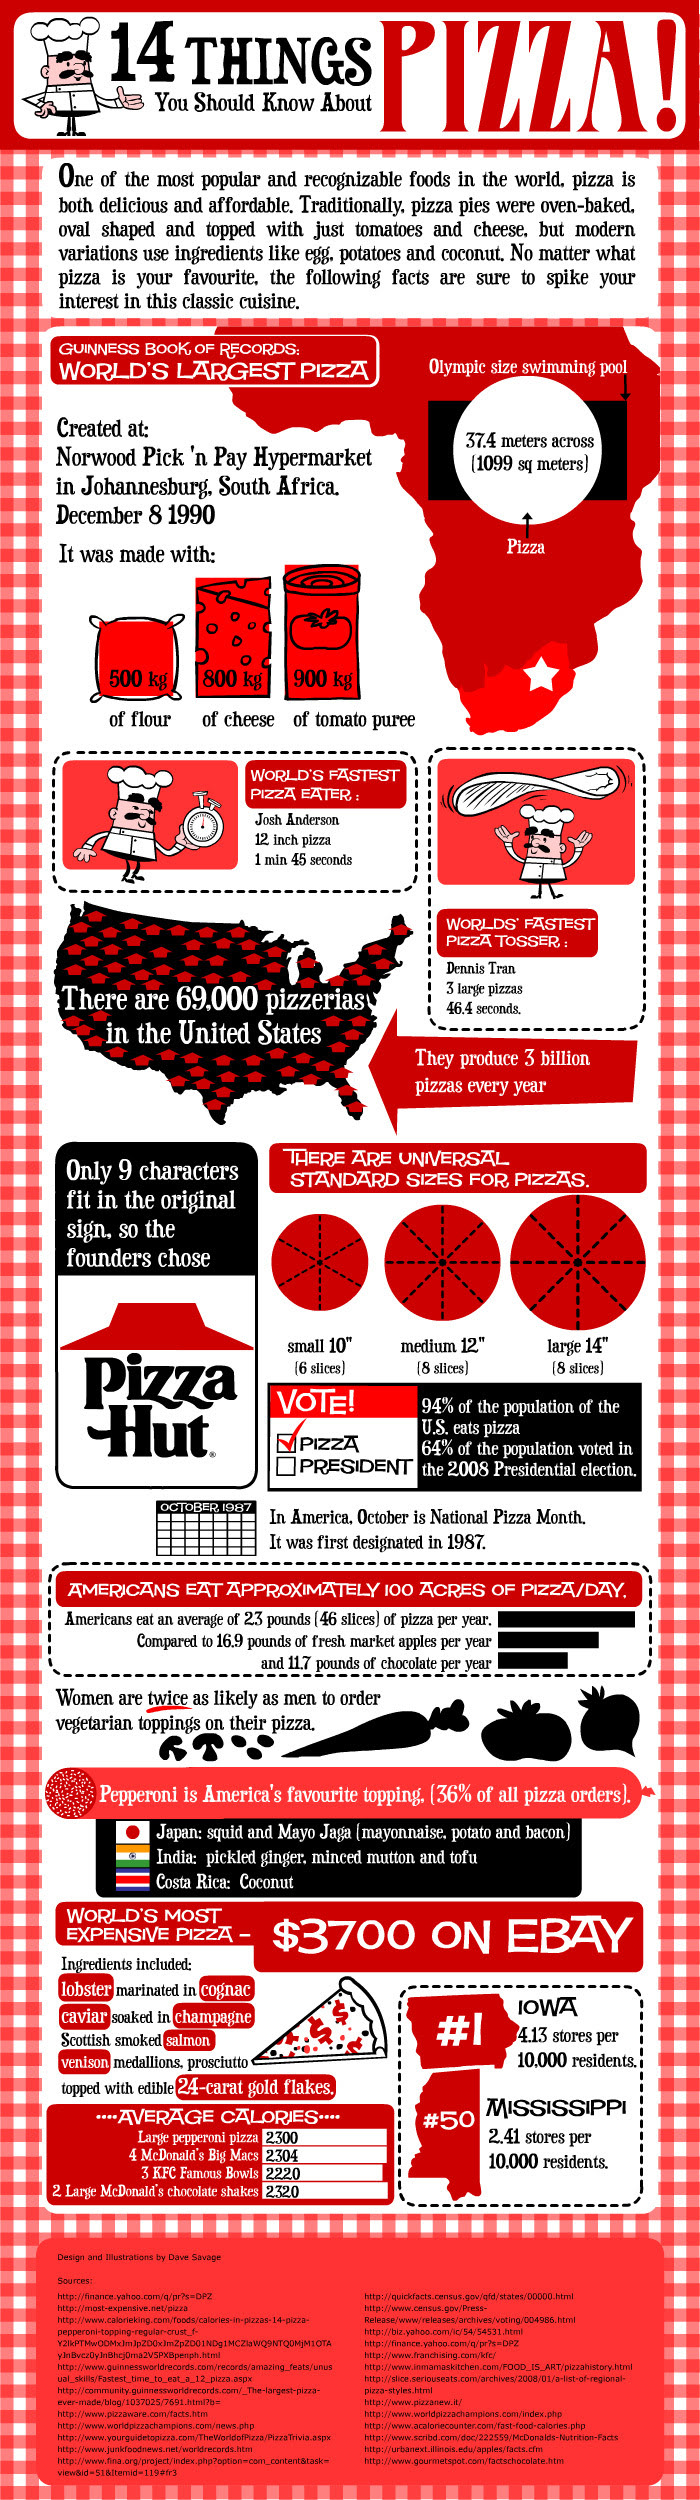 14 THINGS
You Should Know About
PIZZA!
One of the most popular and recognizable foods in the world, pizza is
both delicious and affordable. Traditionally, pizza pies were oven-baked,
oval shaped and topped with just tomatoes and cheese, but modern
variations use ingredients like egg, potatoes and coconut. No matter what
pizza is your favourite, the following facts are sure to spike your
interest in this classic cuisine.
GUINNESS BOOK OF RECORDS:
WORLD'S LARGEST PIZZA
Created at:
Norwood Pick 'n Pay Hypermarket
in Johannesburg, South Africa.
December 8 1990
Olympic size swimming pool
37.4 meters across
(1099 sq meters)
Pizza
It was made with:
500 kg
800 kg
900 kg
of flour
of cheese
of tomato puree
WORLD'S FASTEST
PIZZA EATER :
Josh Anderson
12 inch pizza
1 min 45 seconds
WORLDS' FASTEST
PIZZA TOSSER :
Dennis Tran
3 large pizzas
46.4 seconds.
There are 69,000 pizzerias
in the United States
They produce 3 billion
pizzas every year
Only 9 characters
fit in the original
sign, so the
founders chose
Pizza
Hut®
THERE ARE UNIVERSAL
STANDARD SIZES FOR PIZZAS.
small 10"
(6 slices)
medium 12"
(8 slices)
large 14"
(8 slices)
VOTE!
PIZZA
PRESIDENT
94% of the population of the
U.S. eats pizza
64% of the population voted in
the 2008 Presidential election.
OCTOBER, 1987
In America, October is National Pizza Month.
It was first designated in 1987.
AMERICANS EAT APPROXIMATELY 100 ACRES OF PIZZA/DAY.
Americans eat an average of 23 pounds (46 slices) of pizza per year.
Compared to 16.9 pounds of fresh market apples per year
and 11.7 pounds of chocolate per year
Women are twice as likely as men to order
vegetarian toppings on their pizza.
Pepperoni is America's favourite topping, (36% of all pizza orders).
Japan: squid and Mayo Jaga (mayonnaise, potato and bacon)
India: pickled ginger, minced mutton and tofu
Costa Rica: Coconut
WORLD'S MOST
EXPENSIVE PIZZA –
$3700 ON EBAY
Ingredients included:
lobster marinated in cognac
caviar soaked in champagne
Scottish smoked salmon
venison medallions, prosciutto
topped with edible 24-carat gold flakes.
#1
IOWA
4.13 stores per
10,000 residents.
#50
MISSISSIPPI
2.41 stores per
10,000 residents.
....AVERAGE CALORIES....
Large pepperoni pizza 2300
4 McDonald's Big Macs 2304
3 KFC Famous Bowls 2220
2 Large McDonald's chocolate shakes 2320
Design and Illustrations by Dave Savage
Sources:
http://finance.yahoo.com/q/pr?s=DPZ
http://most-expensive.net/pizza
http://www.calorieking.com/foods/calories-in-pizzas-14-pizza-
pepperoni-topping-regular-crust_f-
http://www.guinnessworldrecords.com/records/amazing_feats/unus
ual_skills/Fastest_time_to_eat_a_12_pizza.aspx
http://community.guinnessworldrecords.com/_The-largest-pizza-
ever-made/blog/1037025/7691.html?b=
http://www.pizzaware.com/facts.htm
http://www.worldpizzachampions.com/news.php
http://www.yourguidetopizza.com/TheWorldofPizza/PizzaTrivia.aspx
http://www.junkfoodnews.net/worldrecords.htm
http://www.fina.org/project/index.php?option=com_content&task=
view&id=51&Itemid=119#fr3
http://quickfacts.census.gov/qfd/states/00000.html
http://www.census.gov/Press-
Release/www/releases/archives/voting/004986.html
http://biz.yahoo.com/ic/54/54531.html
http://finance.yahoo.com/q/pr?s=DPZ
http://www.franchising.com/kfc/
http://www.inmamaskitchen.com/FOOD_IS_ART/pizzahistory.html
http://slice.seriouseats.com/archives/2008/01/a-list-of-regional-
pizza-styles.html
http://www.pizzanew.it/
http://www.worldpizzachampions.com/index.php
http://www.acaloriecounter.com/fast-food-calories.php
http://www.scribd.com/doc/222559/McDonalds-Nutrition-Facts
http://urbanext.illinois.edu/apples/facts.cfm
http://www.gourmetspot.com/factschocolate.htm